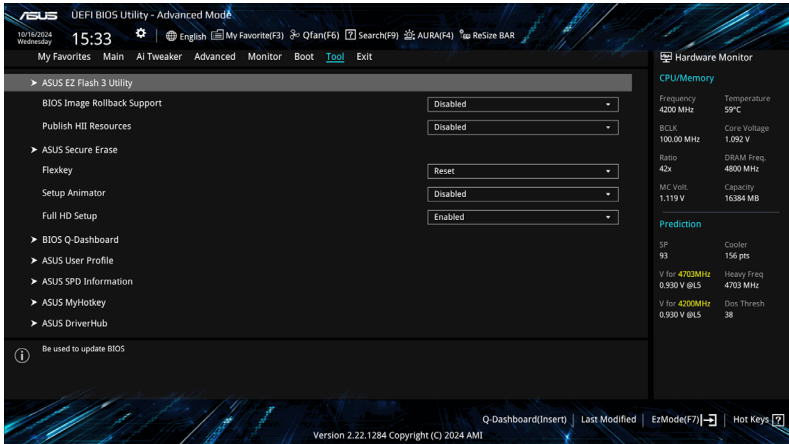 ASUS UEFI BIOS Utility - Advanced Mode
10/16/2024
Wednesday
15:33
English My Favorite(F3) Qfan(F6) Search(F9) AURA(F4) ReSize BAR
My Favorites Main Ai Tweaker Advanced Monitor Boot Tool Exit
Hardware Monitor
ASUS EZ Flash 3 Utility
BIOS Image Rollback Support Disabled
Publish HII Resources Disabled
ASUS Secure Erase
Flexkey Reset
Setup Animator Disabled
Full HD Setup Enabled
BIOS Q-Dashboard
ASUS User Profile
ASUS SPD Information
ASUS MyHotkey
ASUS DriverHub
CPU/Memory
Frequency Temperature
4200 MHz 59°C
BCLK Core Voltage
100.00 MHz 1.092 V
Ratio DRAM Freq.
42x 4800 MHz
MC Volt. Capacity
1.119 V 16384 MB
Prediction
SP Cooler
93 156 pts
V for 4703MHz Heavy Freq
0.930 V @L5 4703 MHz
V for 4200MHz Dos Thresh
0.930 V @L5 38
Be used to update BIOS
Q-Dashboard(Insert) Last Modified EzMode(F7) Hot Keys ?
Version 2.22.1284 Copyright (C) 2024 AMI